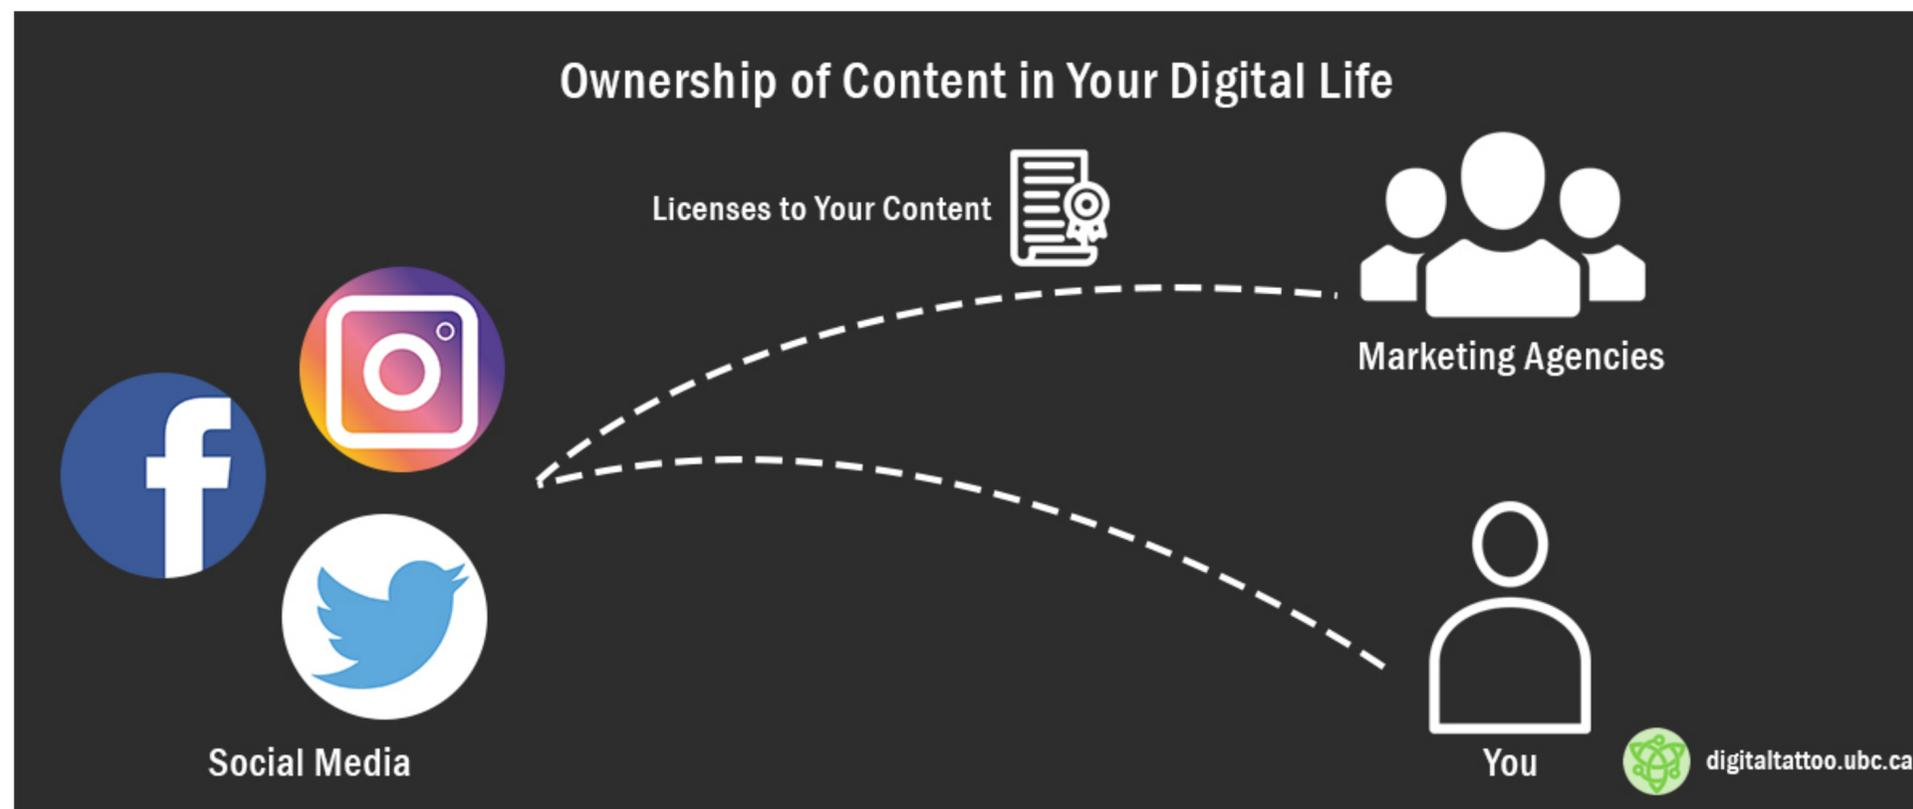 Ownership of Content in Your Digital Life
Licenses to Your Content
Marketing Agencies
Social Media
You
digitaltattoo.ubc.ca